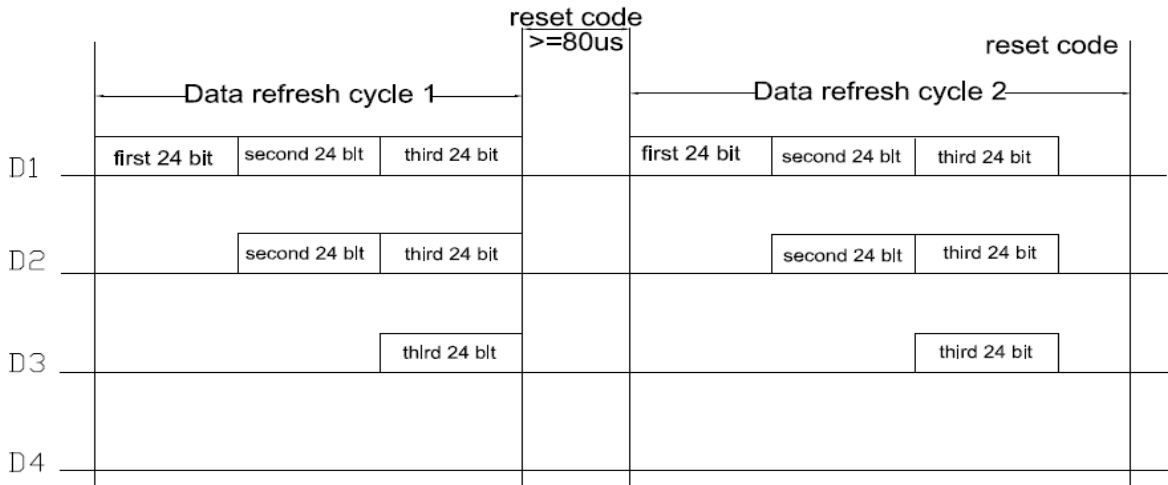 reset code
>=80us
reset code
Data refresh cycle 1
Data refresh cycle 2
D1 first 24 bit second 24 blt third 24 bit first 24 bit second 24 blt third 24 bit
D2 second 24 blt third 24 bit second 24 blt third 24 bit
D3 thlrd 24 blt third 24 bit
D4